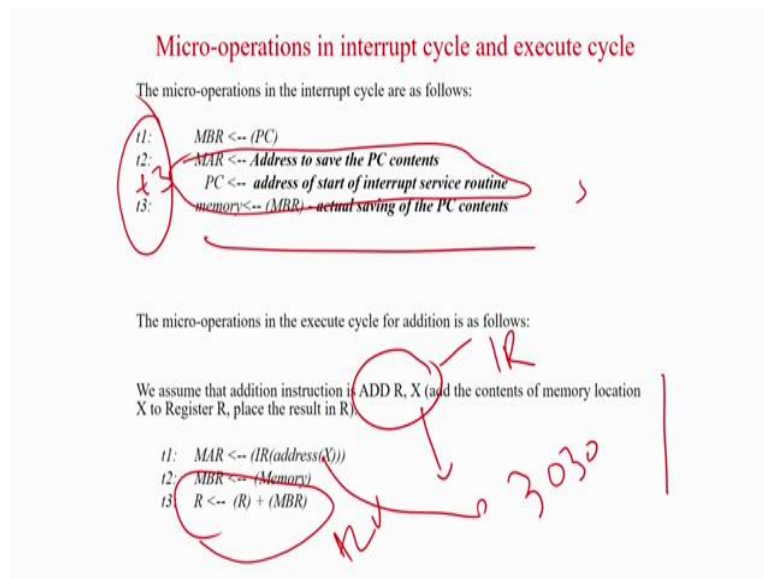 Micro-operations in interrupt cycle and execute cycle
The micro-operations in the interrupt cycle are as follows:
t1: MBR <-- (PC)
t2: MAR <-- Address to save the PC contents
t3 PC <-- address of start of interrupt service routine
t3: memory<-- (MBR) - actual saving of the PC contents
The micro-operations in the execute cycle for addition is as follows:
IR
We assume that addition instruction is ADD R, X (add the contents of memory location
X to Register R, place the result in R).
t1: MAR <-- (IR(address(X)))
t2: MBR <-- (Memory)
t3: R <-- (R) + (MBR)
3030